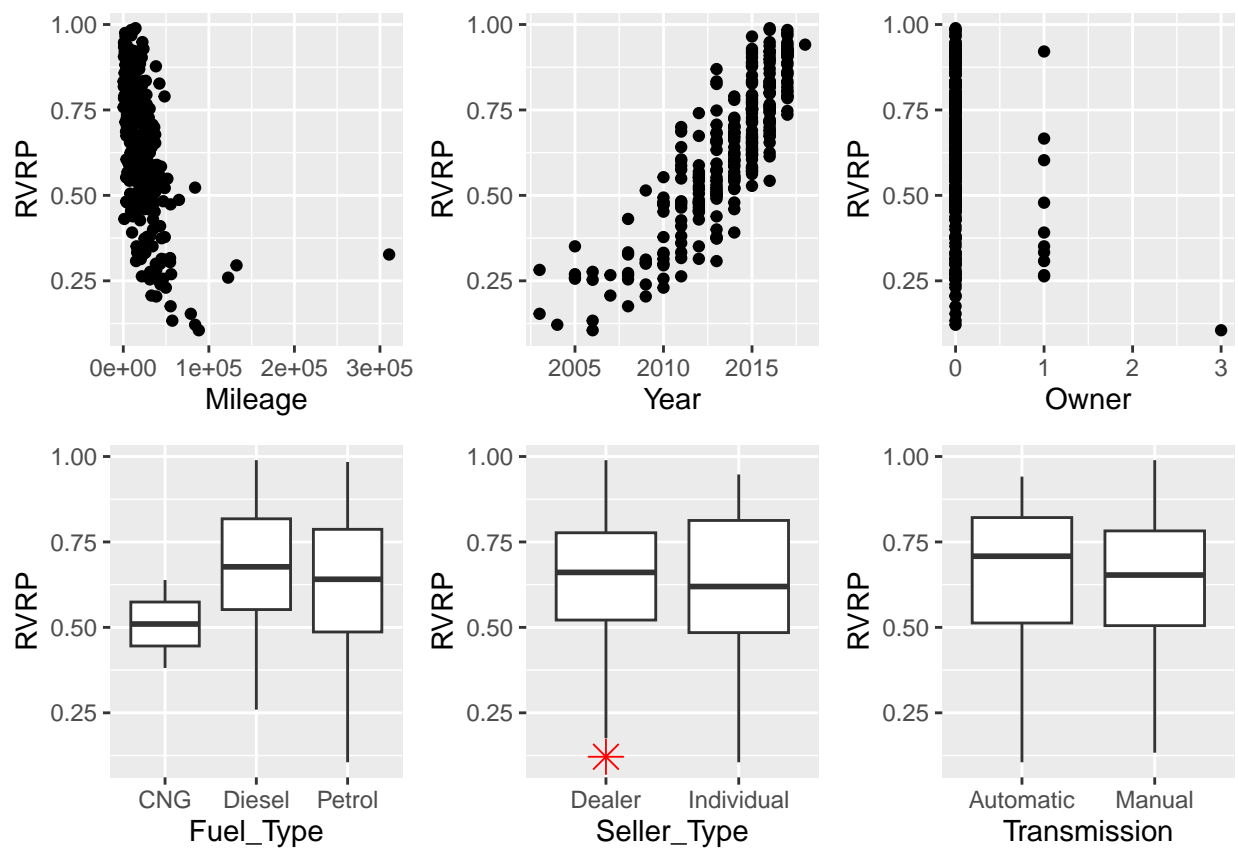 RVRP
1.00
0.75
0.50
0.25
0e+00 1e+05 2e+05 3e+05
Mileage
RVRP
1.00
0.75
0.50
0.25
2005 2010 2015
Year
RVRP
1.00
0.75
0.50
0.25
0 1 2 3
Owner
RVRP
1.00
0.75
0.50
0.25
CNG Diesel Petrol
Fuel_Type
RVRP
1.00
0.75
0.50
0.25
Dealer Individual
Seller_Type
RVRP
1.00
0.75
0.50
0.25
Automatic Manual
Transmission